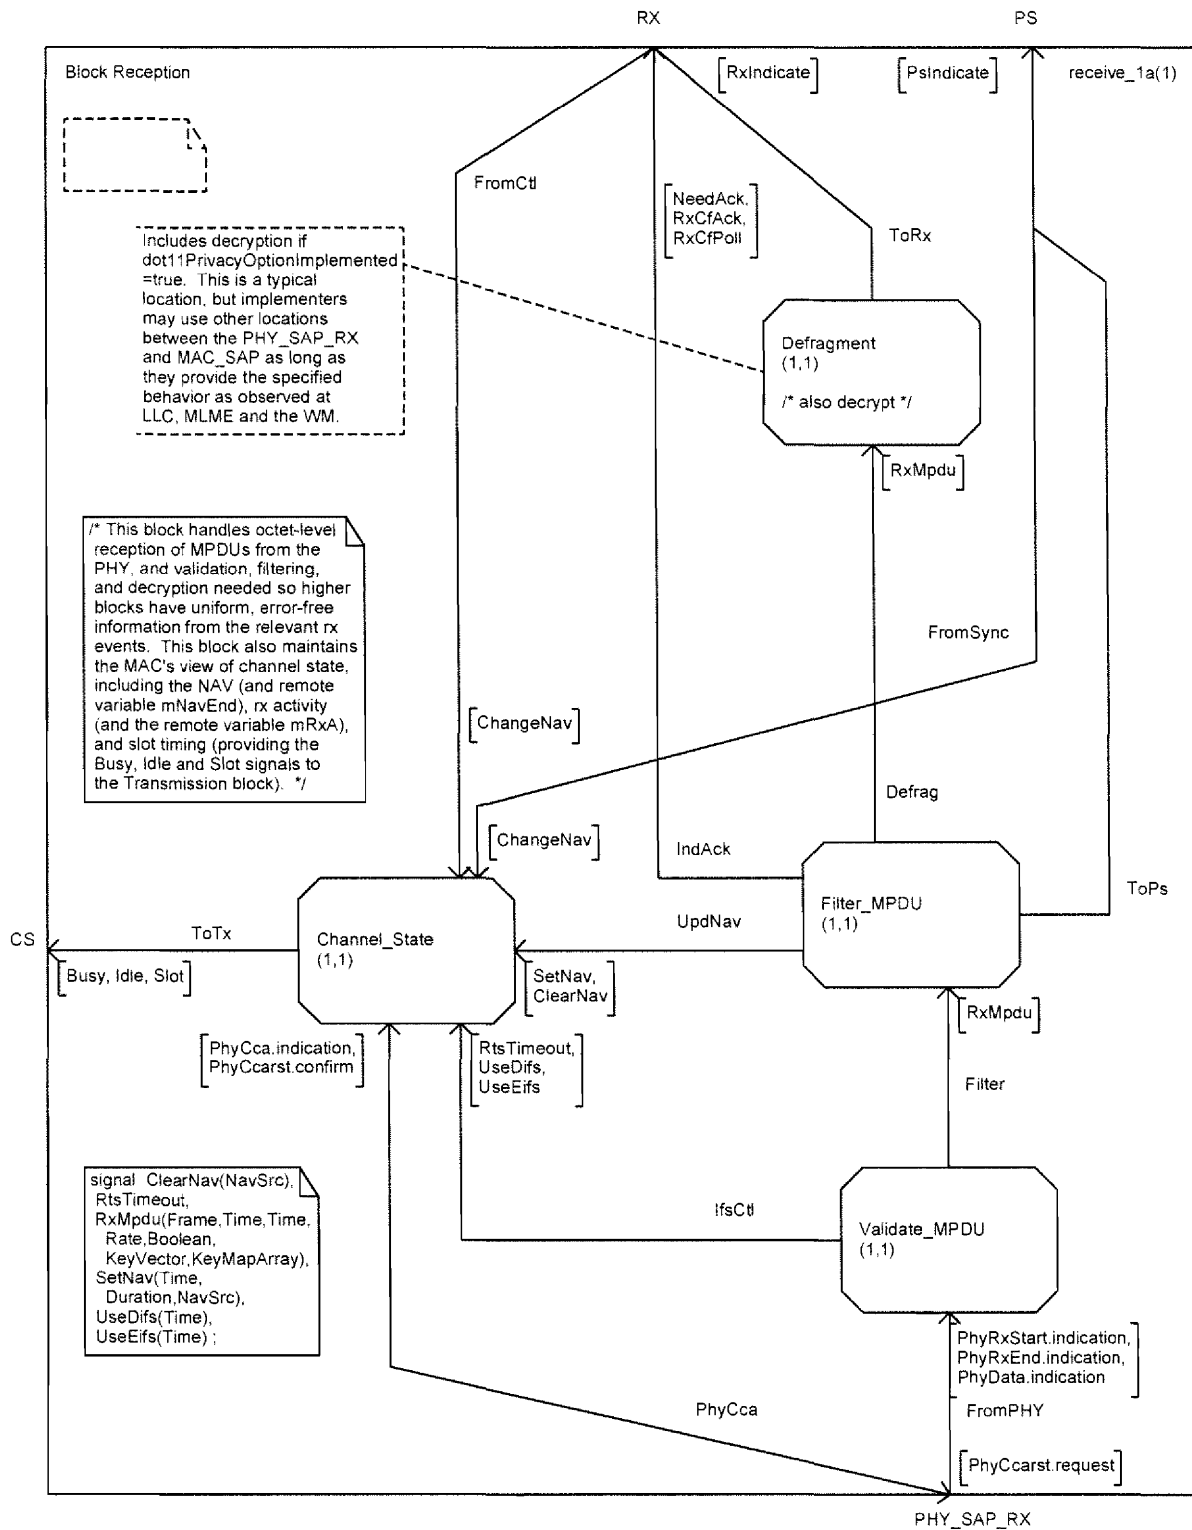 RX
PS
Block Reception
[RxIndicate]
[PsIndicate]
receive_1a(1)
FromCtl
[NeedAck,
RxCfAck,
RxCfPoll]
ToRx
Includes decryption if
dot11PrivacyOptionImplemented
=true. This is a typical
location, but implementers
may use other locations
between the PHY_SAP_RX
and MAC_SAP as long as
they provide the specified
behavior as observed at
LLC, MLME and the WM.
Defragment
(1,1)
/* also decrypt */
[RxMpdu]
/* This block handles octet-level
reception of MPDUs from the
PHY, and validation, filtering,
and decryption needed so higher
blocks have uniform, error-free
information from the relevant rx
events. This block also maintains
the MAC's view of channel state,
including the NAV (and remote
variable mNavEnd), rx activity
(and the remote variable mRxA),
and slot timing (providing the
Busy, Idle and Slot signals to
the Transmission block). */
FromSync
[ChangeNav]
Defrag
[ChangeNav]
IndAck
ToPs
Filter_MPDU
(1,1)
UpdNav
CS
ToTx
Channel_State
(1,1)
[Busy, Idle, Slot]
[SetNav,
ClearNav]
[RxMpdu]
[PhyCca.indication,
PhyCcarst.confirm]
[RtsTimeout,
UseDifs,
UseEifs]
Filter
signal ClearNav(NavSrc),
RtsTimeout,
RxMpdu(Frame,Time,Time,
Rate,Boolean,
KeyVector,KeyMapArray),
SetNav(Time,
Duration,NavSrc),
UseDifs(Time),
UseEifs(Time) ;
IfsCtl
Validate_MPDU
(1,1)
[PhyRxStart.indication,
PhyRxEnd.indication,
PhyData.indication]
PhyCca
FromPHY
[PhyCcarst.request]
PHY_SAP_RX